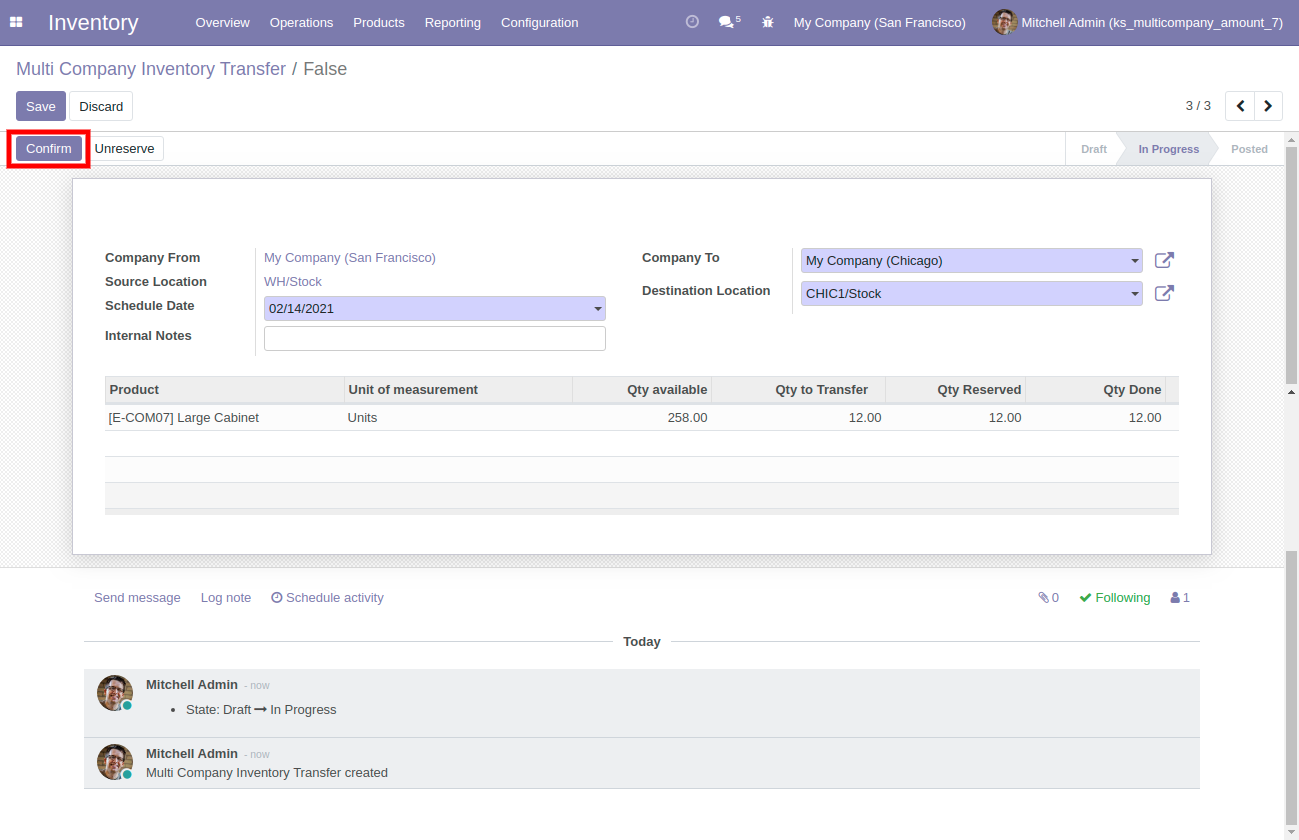 Inventory Overview Operations Products Reporting Configuration 5 My Company (San Francisco) Mitchell Admin (ks_multicompany_amount_7)
Multi Company Inventory Transfer / False
Save Discard 3 / 3
Confirm Unreserve Draft In Progress Posted
Company From My Company (San Francisco) Company To My Company (Chicago)
Source Location WH/Stock
Destination Location CHIC1/Stock
Schedule Date 02/14/2021
Internal Notes
Product Unit of measurement Qty available Qty to Transfer Qty Reserved Qty Done
[E-COM07] Large Cabinet Units 258.00 12.00 12.00 12.00
Send message Log note Schedule activity 0 Following 1
Today
Mitchell Admin - now
• State: Draft → In Progress
Mitchell Admin - now
Multi Company Inventory Transfer created